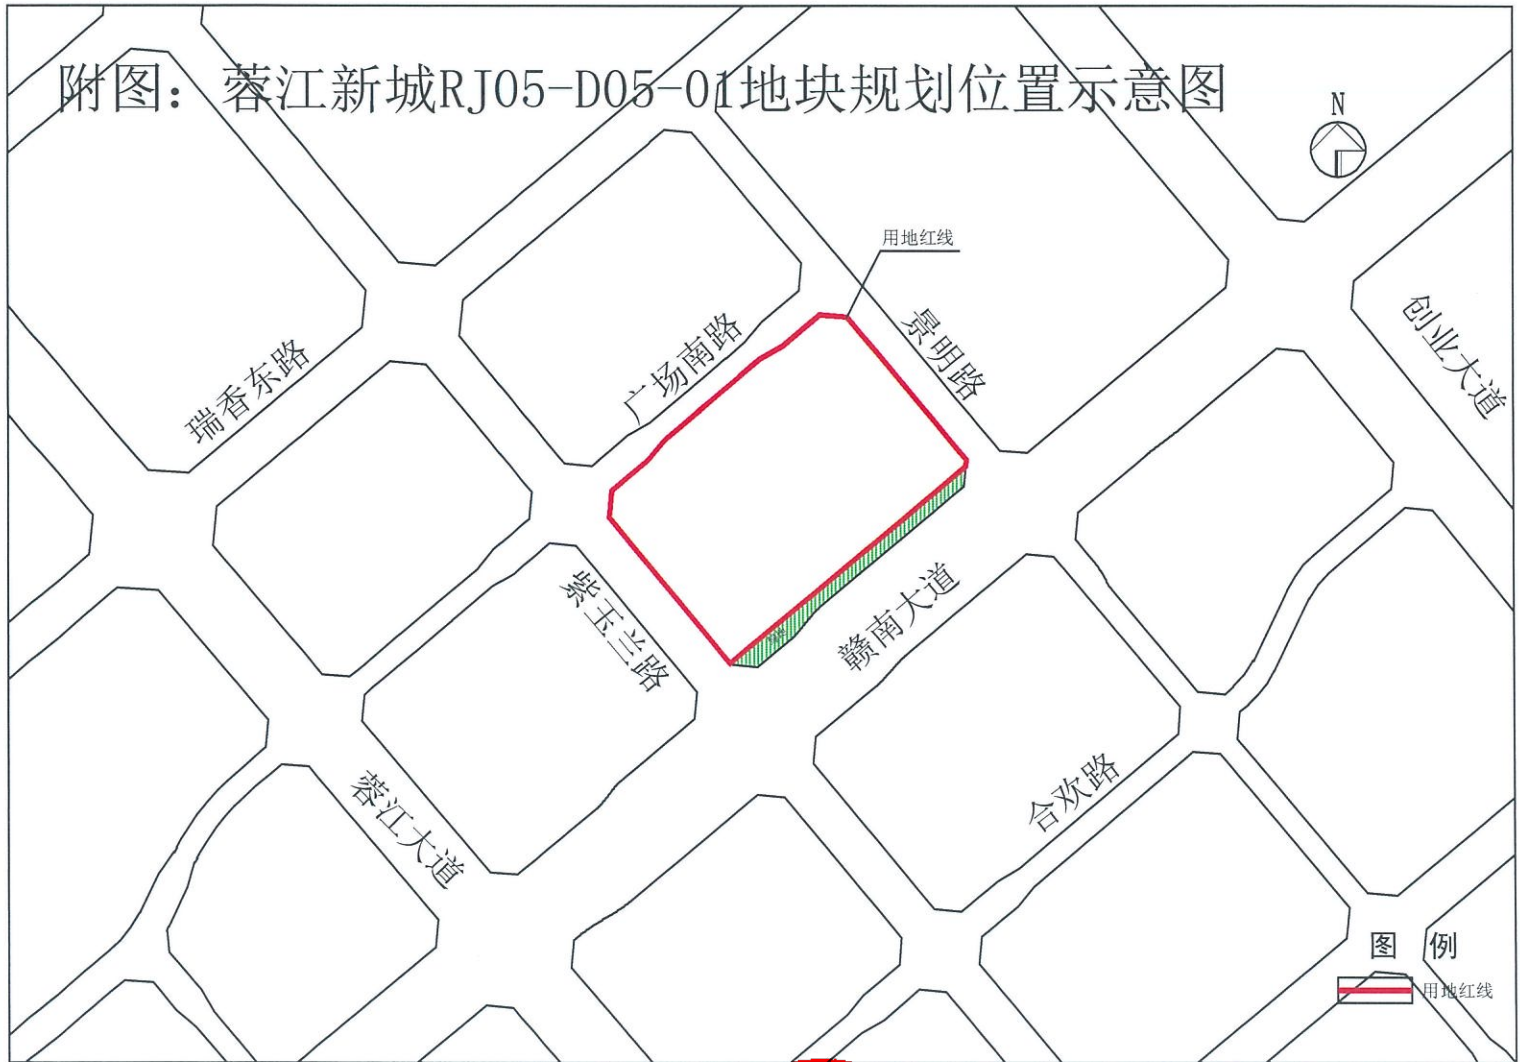 附图：蓉江新城RJ05-D05-01地块规划位置示意图
N
用地红线
景明路
创业大道
广场南路
瑞香东路
紫玉兰路
赣南大道
合欢路
蓉江大道
图 例
用地红线